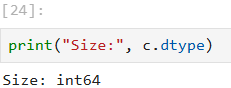 [24]:
print("Size:", c.dtype)
Size: int64